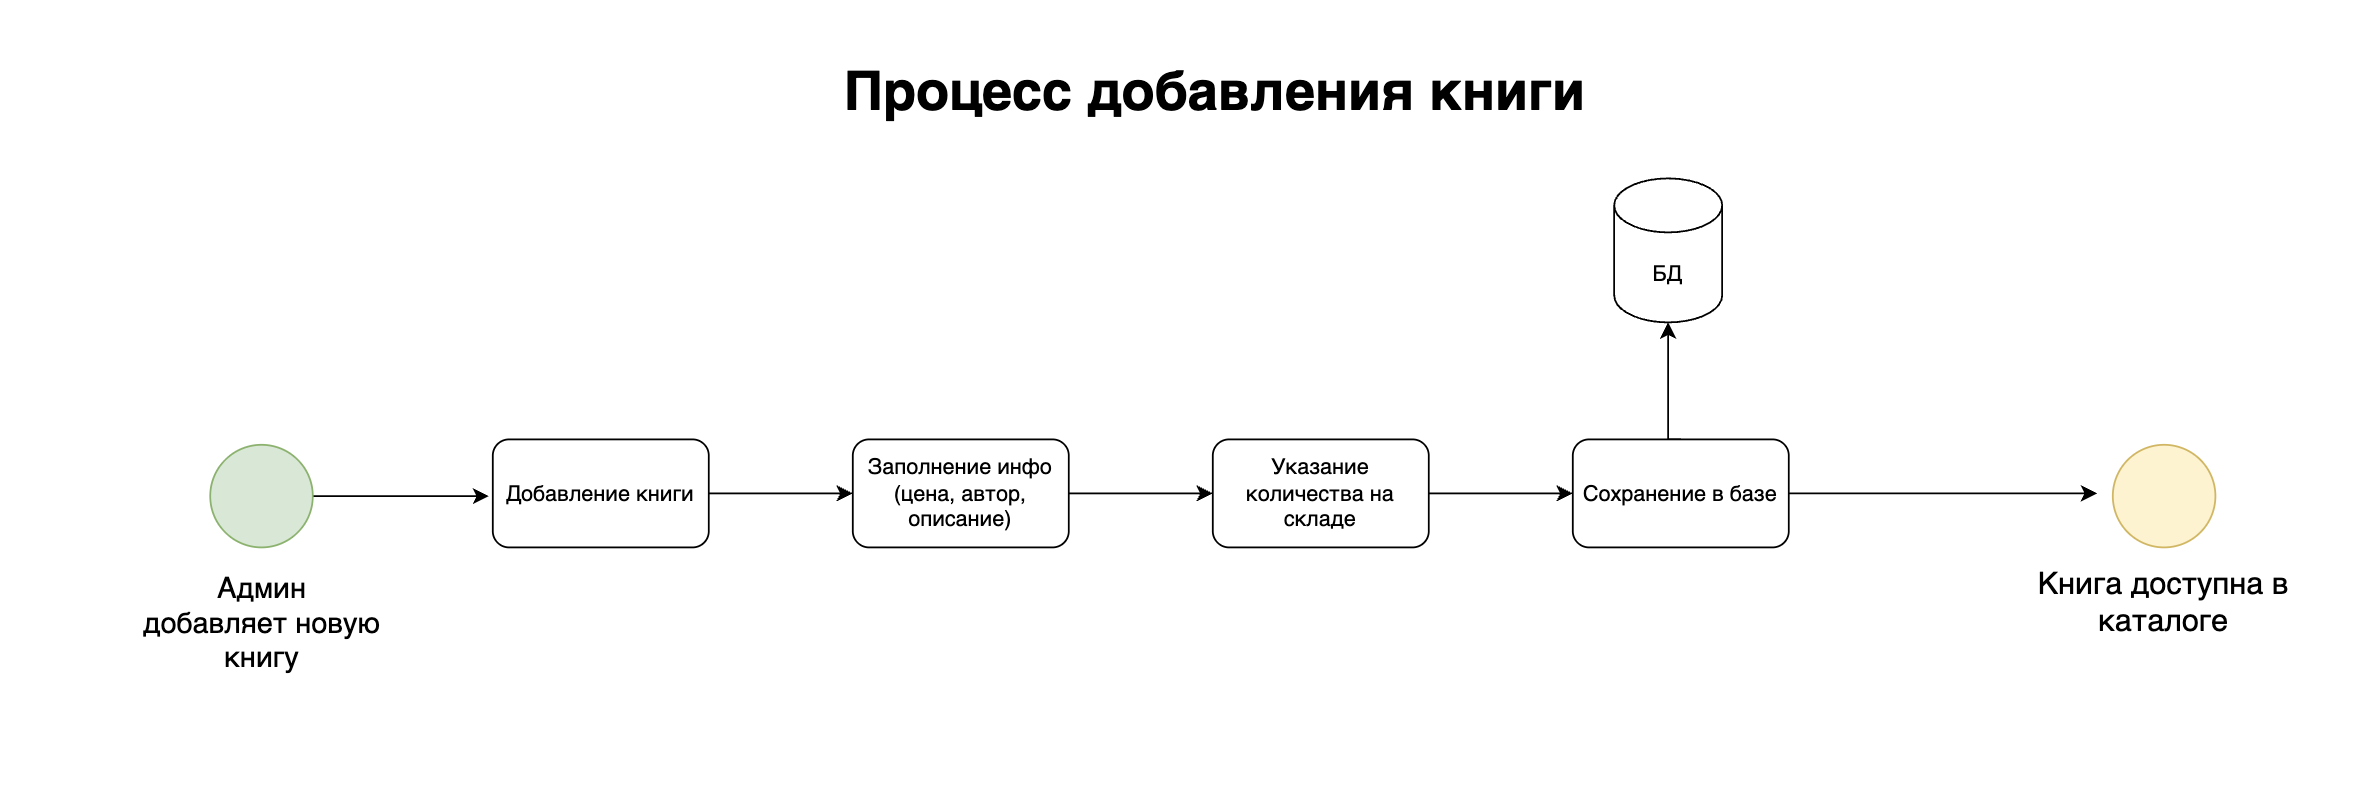 Процесс добавления книги
БД
Добавление книги
Заполнение инфо
(цена, автор,
описание)
Указание
количества на
складе
Сохранение в базе
Админ
добавляет новую
книгу
Книга доступна в
каталоге